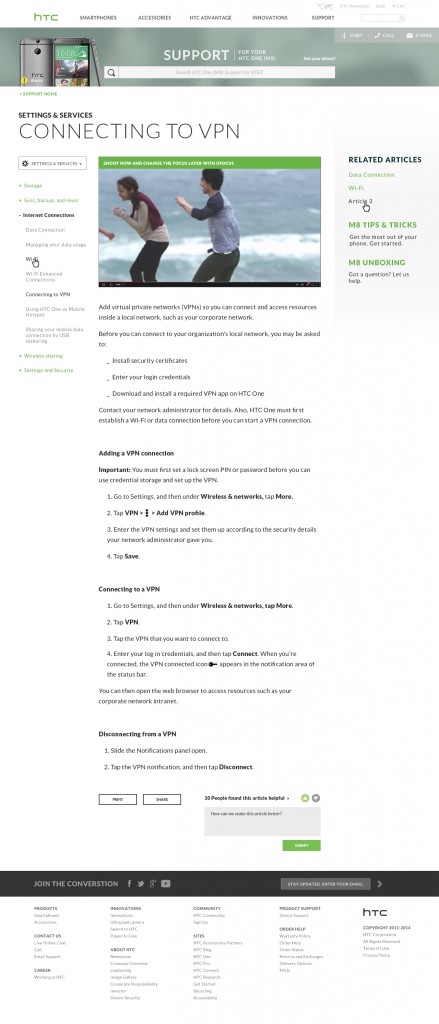 HTC Newsletter Deals In Cart
htc SMARTPHONES ACCESSORIES HTC ADVANTAGE INNOVATIONS SUPPORT
CHAT CALL E-MAIL
SUPPORT FOR YOUR
HTC ONE (M8)
Not your phone?
Search HTC One (M8) Support for AT&T
< SUPPORT HOME
SETTINGS & SERVICES
CONNECTING TO VPN
SETTINGS & SERVICES
+ Storage
+ Sync, backup, and reset
- Internet Connections
Data Connection
Managing your data usage
Wi-Fi
Wi-Fi Enhanced
Connections
Connecting to VPN
Using HTC One as Mobile
Hotspot
Sharing your mobile data
connection by USB
tethering
+ Wireless sharing
+ Settings and Security
SHOOT NOW AND CHANGE THE FOCUS LATER WITH UFOCUS
Add virtual private networks (VPNs) so you can connect and access resources
inside a local network, such as your corporate network.
Before you can connect to your organization's local network, you may be asked
to:
_ Install security certificates
_ Enter your login credentials
_ Download and install a required VPN app on HTC One
Contact your network administrator for details. Also, HTC One must first
establish a Wi-Fi or data connection before you can start a VPN connection.
Adding a VPN connection
Important: You must first set a lock screen PIN or password before you can
use credential storage and set up the VPN.
1. Go to Settings, and then under Wireless & networks, tap More.
2. Tap VPN > > Add VPN profile.
3. Enter the VPN settings and set them up according to the security details
your network administrator gave you.
4. Tap Save.
Connecting to a VPN
1. Go to Settings, and then under Wireless & networks, tap More.
2. Tap VPN.
3. Tap the VPN that you want to connect to.
4. Enter your log in credentials, and then tap Connect. When you're
connected, the VPN connected icon appears in the notification area of
the status bar.
You can then open the web browser to access resources such as your
corporate network intranet.
Disconnecting from a VPN
1. Slide the Notifications panel open.
2. Tap the VPN notification, and then tap Disconnect.
PRINT SHARE
10 People found this article helpful
How can we make this article better?
SUBMIT
RELATED ARTICLES
Data Connection
Wi-Fi
Article 3
M8 TIPS & TRICKS
Get the most out of your
phone. Get started.
M8 UNBOXING
Got a question? Let us
help.
JOIN THE CONVERSTION
STAY UPDATED. ENTER YOUR EMAIL.
PRODUCTS
Smartphones
Accessories
CONTACT US
Live Online Chat
Call
Email Support
CAREER
Working at HTC
INNOVATIONS
Innovations
Ultrapixel camera
Switch to HTC
Power to Give
ABOUT HTC
Newsroom
Company Overview
Leadership
Image Gallery
Corporate Responsibility
Investor
Device Security
COMMUNITY
HTC Community
Sign Up
SITES
HTC Accessories Partners
HTC Blog
HTC Dev
HTC Pro
HTC Connect
HTC Research
Get Started
Recycling
Accessibility
PRODUCT SUPPORT
Device Support
ORDER HELP
Warranty Policy
Order Help
Order Status
Returns and Exchanges
Delivery Options
FAQs
htc
COPYRIGHT 2011-2014
HTC Corporation
All Rights Reserved.
Terms Of Use
Privacy Policy